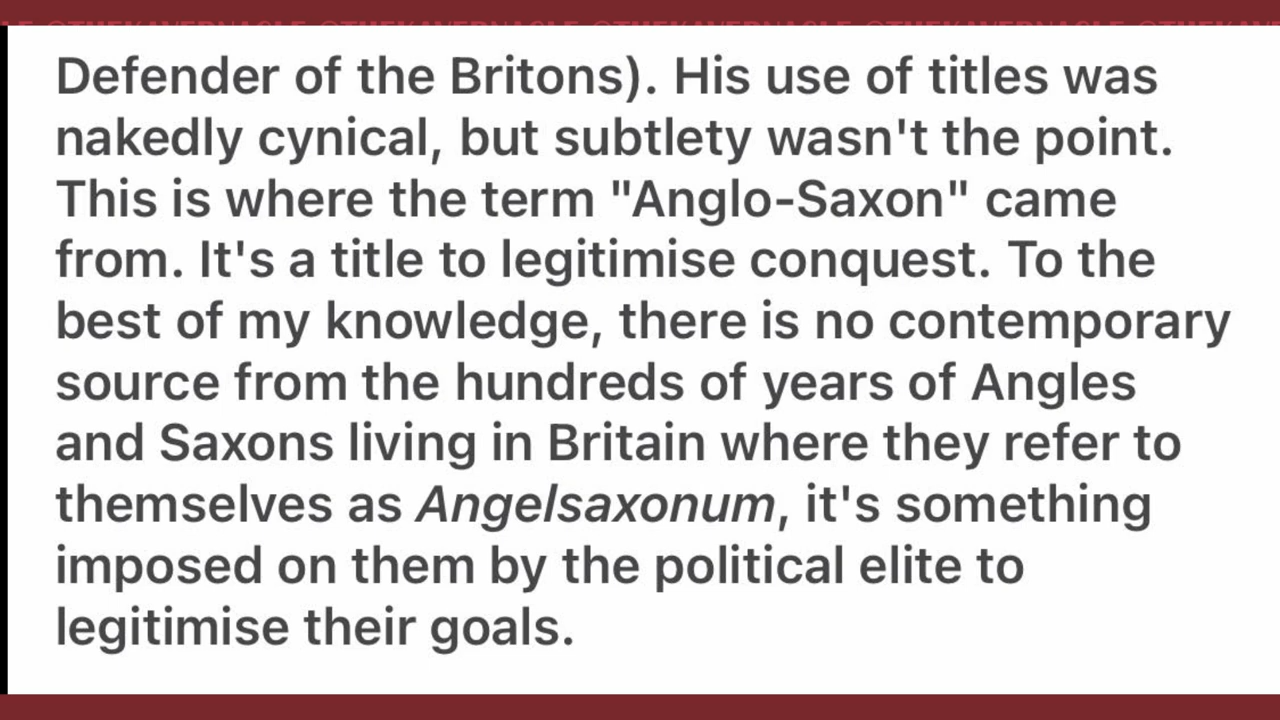 Defender of the Britons). His use of titles was
nakedly cynical, but subtlety wasn't the point.
This is where the term "Anglo-Saxon" came
from. It's a title to legitimise conquest. To the
best of my knowledge, there is no contemporary
source from the hundreds of years of Angles
and Saxons living in Britain where they refer to
themselves as Angelsaxonum, it's something
imposed on them by the political elite to
legitimise their goals.